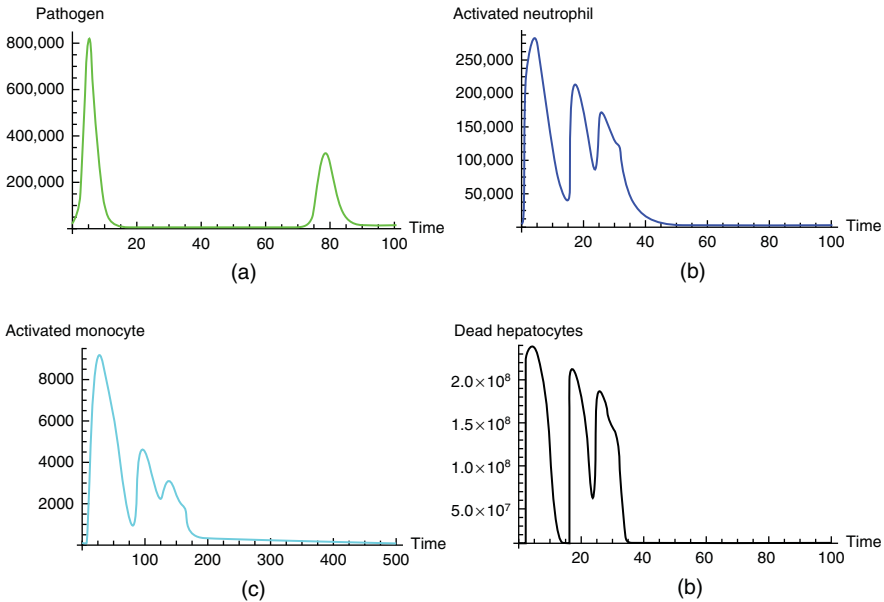 Pathogen
800,000
600,000
400,000
200,000
20 40 60 80 100 Time
(a)
Activated neutrophil
250,000
200,000
150,000
100,000
50,000
20 40 60 80 100 Time
(b)
Activated monocyte
8000
6000
4000
2000
100 200 300 400 500 Time
(c)
Dead hepatocytes
2.0×10⁸
1.5×10⁸
1.0×10⁸
5.0×10⁷
20 40 60 80 100 Time
(b)